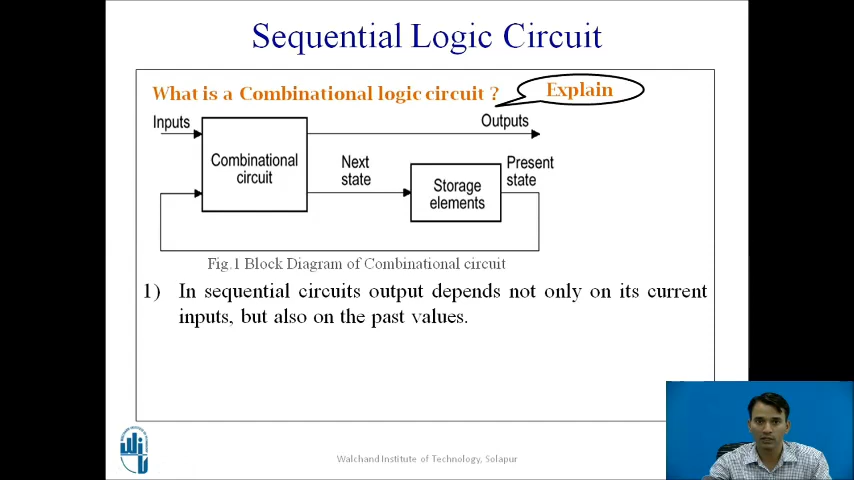 Sequential Logic Circuit
What is a Combinational logic circuit ?
Explain
Inputs
Outputs
Combinational
circuit
Next
state
Present
state
Storage
elements
Fig.1 Block Diagram of Combinational circuit
1) In sequential circuits output depends not only on its current
inputs, but also on the past values.
Walchand Institute of Technology, Solapur